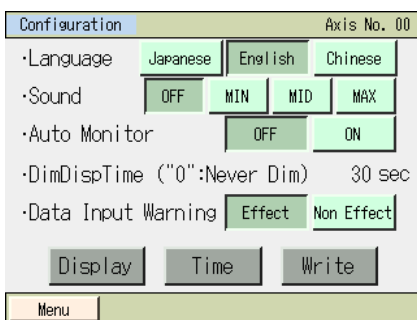 Configuration Axis No. 00
·Language Japanese English Chinese
·Sound OFF MIN MID MAX
·Auto Monitor OFF ON
·DimDispTime ("0":Never Dim) 30 sec
·Data Input Warning Effect Non Effect
Display Time Write
Menu